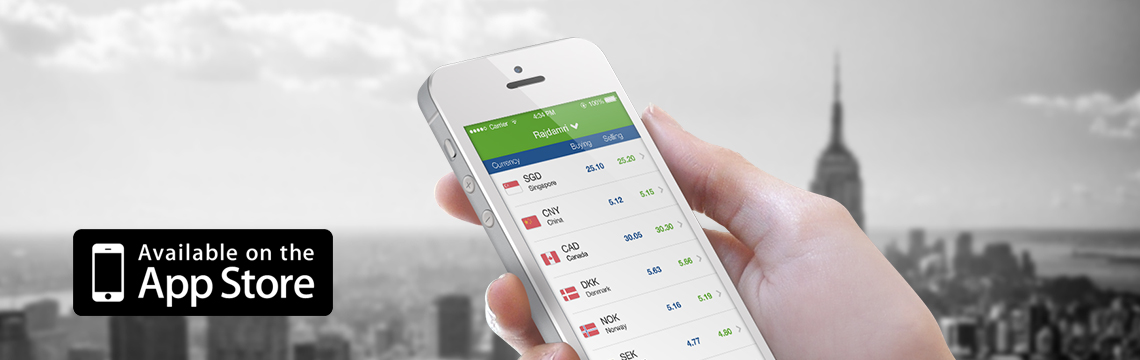 Available on the
App Store
Carrier 4:34 PM 100%
Rajdamri
Currency Buying Selling
SGD 25.10 25.20
Singapore
CNY 5.12 5.15
China
CAD 30.05 30.30
Canada
DKK 5.63 5.66
Denmark
NOK 5.16 5.19
Norway
SEK 4.77 4.80